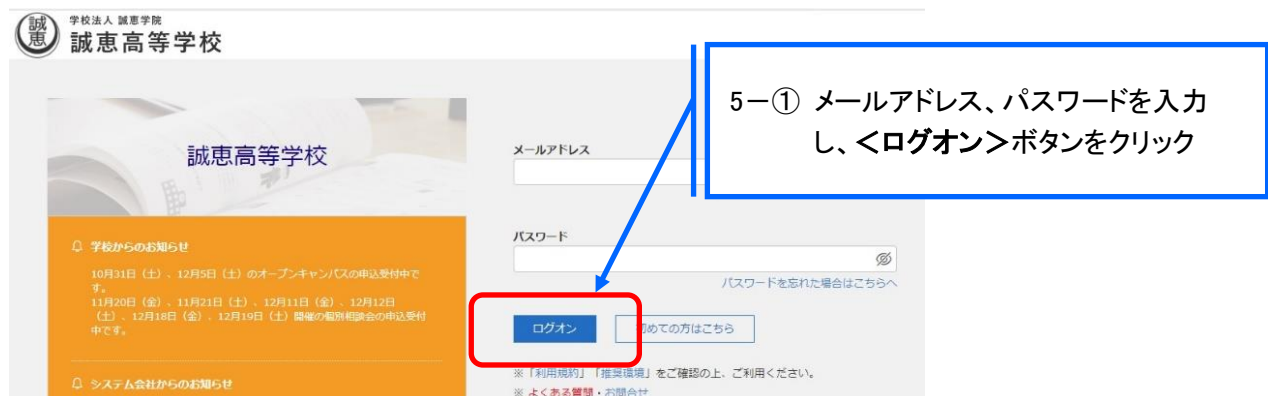 誠恵
学校法人 誠恵学院
誠恵高等学校
5－① メールアドレス、パスワードを入力
し、＜ログオン＞ボタンをクリック
誠恵高等学校
学校からのお知らせ
10月31日（土）、12月5日（土）のオープンキャンパスの申込受付中で
す。
11月20日（金）、11月21日（土）、12月11日（金）、12月12日
（土）、12月18日（金）、12月19日（土）開催の個別相談会の申込受付
中です。
システム会社からのお知らせ
メールアドレス
パスワード
パスワードを忘れた場合はこちらへ
ログオン
初めての方はこちら
※「利用規約」「推奨環境」をご確認の上、ご利用ください。
※ よくある質問・お問合せ